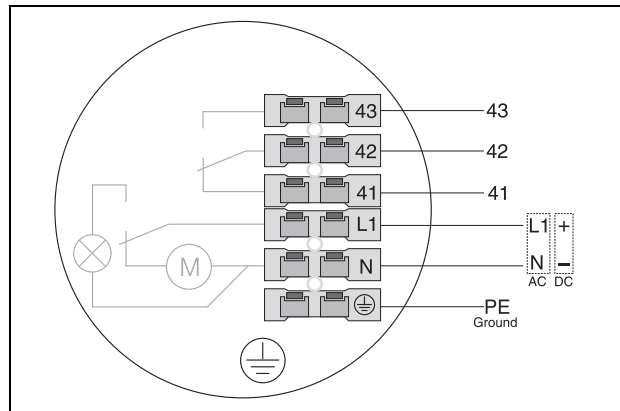 43 43
42 42
41 41
L1 L1 +
M N N −
AC DC
PE
Ground